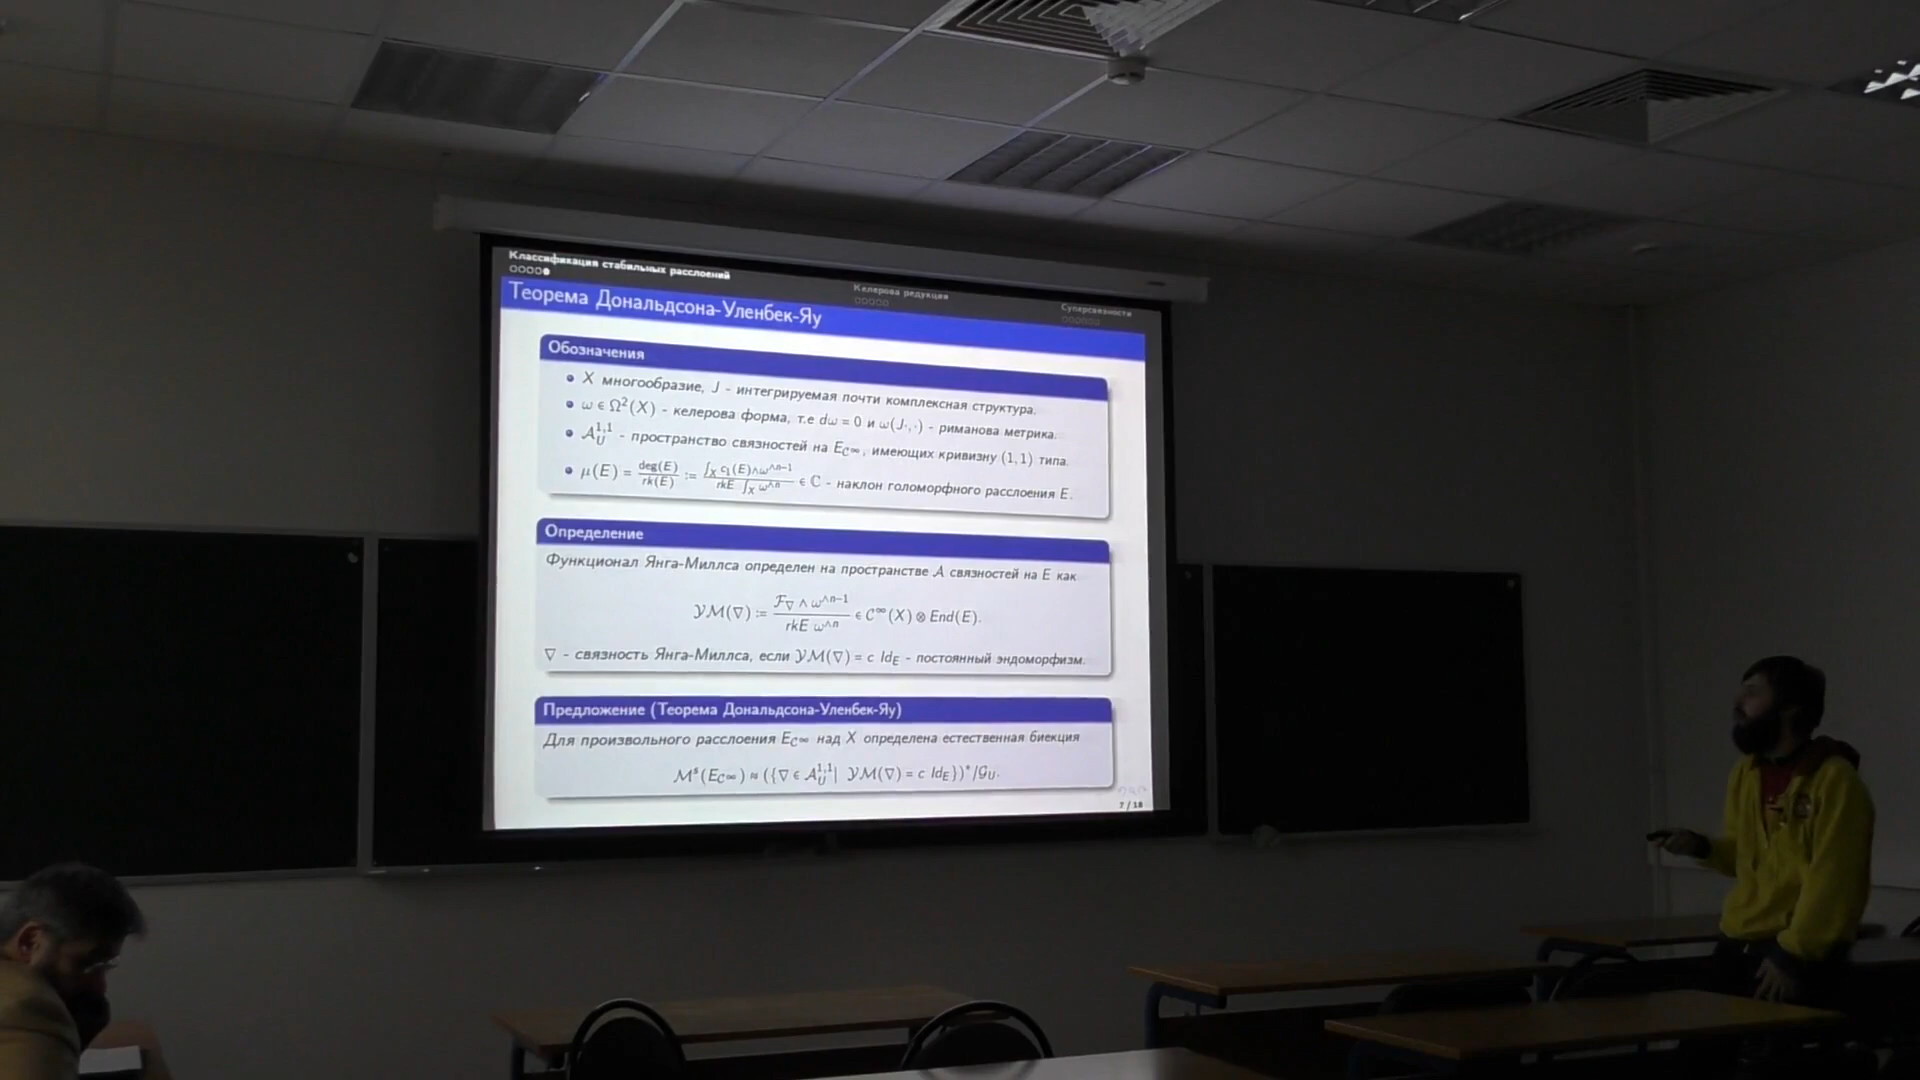 Классификация стабильных расслоений
Келерова редукция
Суперсвязности
Теорема Дональдсона-Уленбек-Яу
Обозначения
X многообразие, J - интегрируемая почти комплексная структура.
ω ∈ Ω²(X) - келерова форма, т.е dω = 0 и ω(J·,·) - риманова метрика.
𝒜_U^{1,1} - пространство связностей на E_{C^∞}, имеющих кривизну (1,1) типа.
μ(E) = deg(E)/rk(E) := ∫_X c₁(E)∧ω^{∧n−1} / rkE ∫_X ω^{∧n} ∈ ℂ - наклон голоморфного расслоения E.
Определение
Функционал Янга-Миллса определен на пространстве 𝒜 связностей на E как
𝒴ℳ(∇) := ℱ_∇ ∧ ω^{∧n−1} / rkE ω^{∧n} ∈ C^∞(X) ⊗ End(E).
∇ - связность Янга-Миллса, если 𝒴ℳ(∇) = c Id_E - постоянный эндоморфизм.
Предложение (Теорема Дональдсона-Уленбек-Яу)
Для произвольного расслоения E_{C^∞} над X определена естественная биекция
ℳ^s(E_{C^∞}) ≈ ({∇ ∈ 𝒜_U^{1,1}| 𝒴ℳ(∇) = c Id_E})^*/𝒢_U.
7 / 18